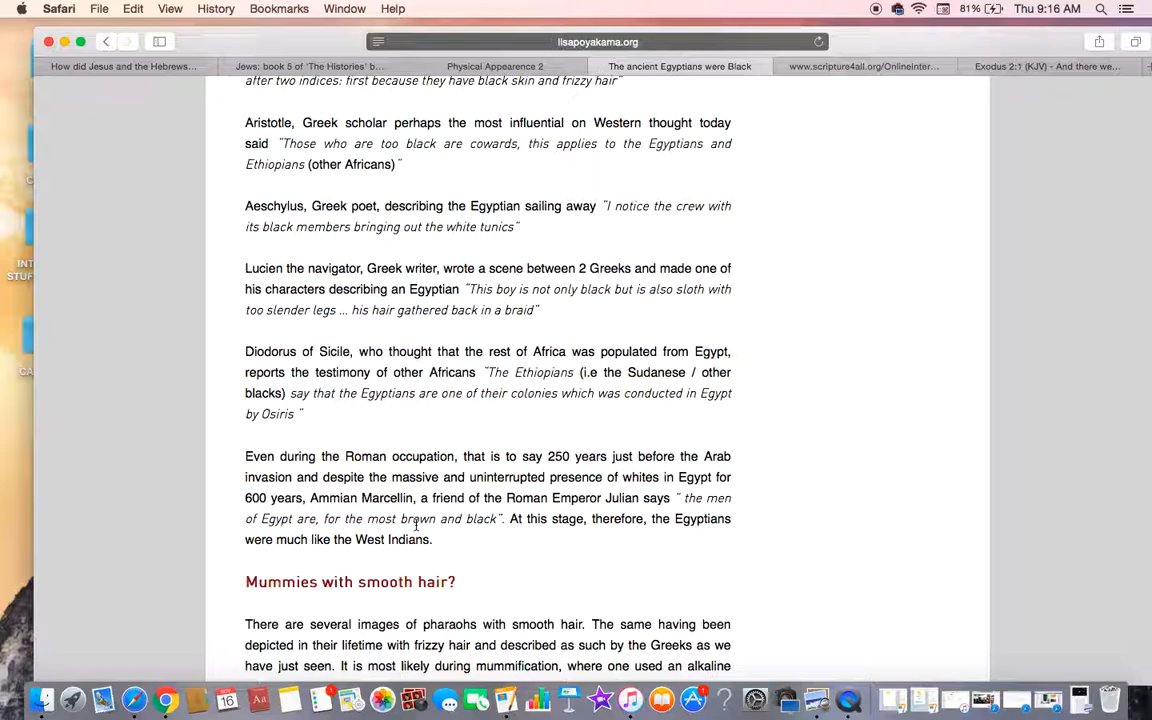 Safari File Edit View History Bookmarks Window Help 81% Thu 9:16 AM
lisapoyakama.org
How did Jesus and the Hebrews... Jews: book 5 of 'The Histories' b... Physical Appearence 2 The ancient Egyptians were Black www.scripture4all.org/Onlineinter... Exodus 2:1 (KJV) - And there we...
after two indices: first because they have black skin and frizzy hair"
Aristotle, Greek scholar perhaps the most influential on Western thought today
said "Those who are too black are cowards, this applies to the Egyptians and
Ethiopians (other Africans)"
Aeschylus, Greek poet, describing the Egyptian sailing away "I notice the crew with
its black members bringing out the white tunics"
Lucien the navigator, Greek writer, wrote a scene between 2 Greeks and made one of
his characters describing an Egyptian "This boy is not only black but is also sloth with
too slender legs ... his hair gathered back in a braid"
Diodorus of Sicile, who thought that the rest of Africa was populated from Egypt,
reports the testimony of other Africans "The Ethiopians (i.e the Sudanese / other
blacks) say that the Egyptians are one of their colonies which was conducted in Egypt
by Osiris "
Even during the Roman occupation, that is to say 250 years just before the Arab
invasion and despite the massive and uninterrupted presence of whites in Egypt for
600 years, Ammian Marcellin, a friend of the Roman Emperor Julian says " the men
of Egypt are, for the most brown and black". At this stage, therefore, the Egyptians
were much like the West Indians.
Mummies with smooth hair?
There are several images of pharaohs with smooth hair. The same having been
depicted in their lifetime with frizzy hair and described as such by the Greeks as we
have just seen. It is most likely during mummification, where one used an alkaline